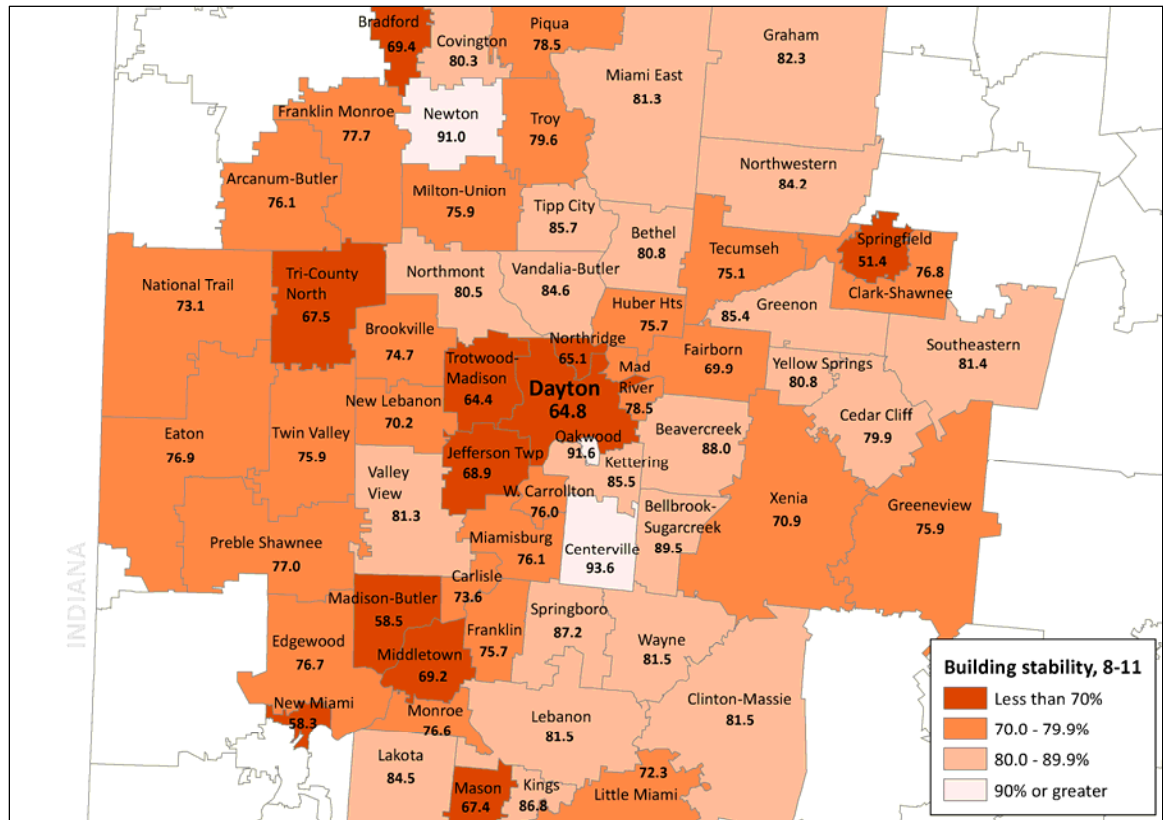 Bradford
69.4
Covington
80.3
Piqua
78.5
Graham
82.3
Miami East
81.3
Franklin Monroe
77.7
Newton
91.0
Troy
79.6
Northwestern
84.2
Arcanum-Butler
76.1
Milton-Union
75.9
Tipp City
85.7
Bethel
80.8
Tecumseh
75.1
Springfield
51.4
76.8
Clark-Shawnee
National Trail
73.1
Tri-County
North
67.5
Northmont
80.5
Vandalia-Butler
84.6
Huber Hts
75.7
Greenon
85.4
Brookville
74.7
Trotwood-
Madison
64.4
Northridge
65.1
Mad
River
78.5
Fairborn
69.9
Yellow Springs
80.8
Southeastern
81.4
Dayton
64.8
New Lebanon
70.2
Eaton
76.9
Twin Valley
75.9
Oakwood
91.6
Beavercreek
88.0
Cedar Cliff
79.9
Jefferson Twp
68.9
Kettering
85.5
Valley
View
81.3
W. Carrollton
76.0
Bellbrook-
Sugarcreek
89.5
Xenia
70.9
Greeneview
75.9
Preble Shawnee
77.0
Miamisburg
76.1
Centerville
93.6
INDIANA
Carlisle
73.6
Madison-Butler
58.5
Springboro
87.2
Edgewood
76.7
Middletown
69.2
Franklin
75.7
Wayne
81.5
New Miami
58.3
Monroe
76.6
Lebanon
81.5
Clinton-Massie
81.5
Lakota
84.5
Mason
67.4
Kings
86.8
72.3
Little Miami
Building stability, 8-11
Less than 70%
70.0 - 79.9%
80.0 - 89.9%
90% or greater